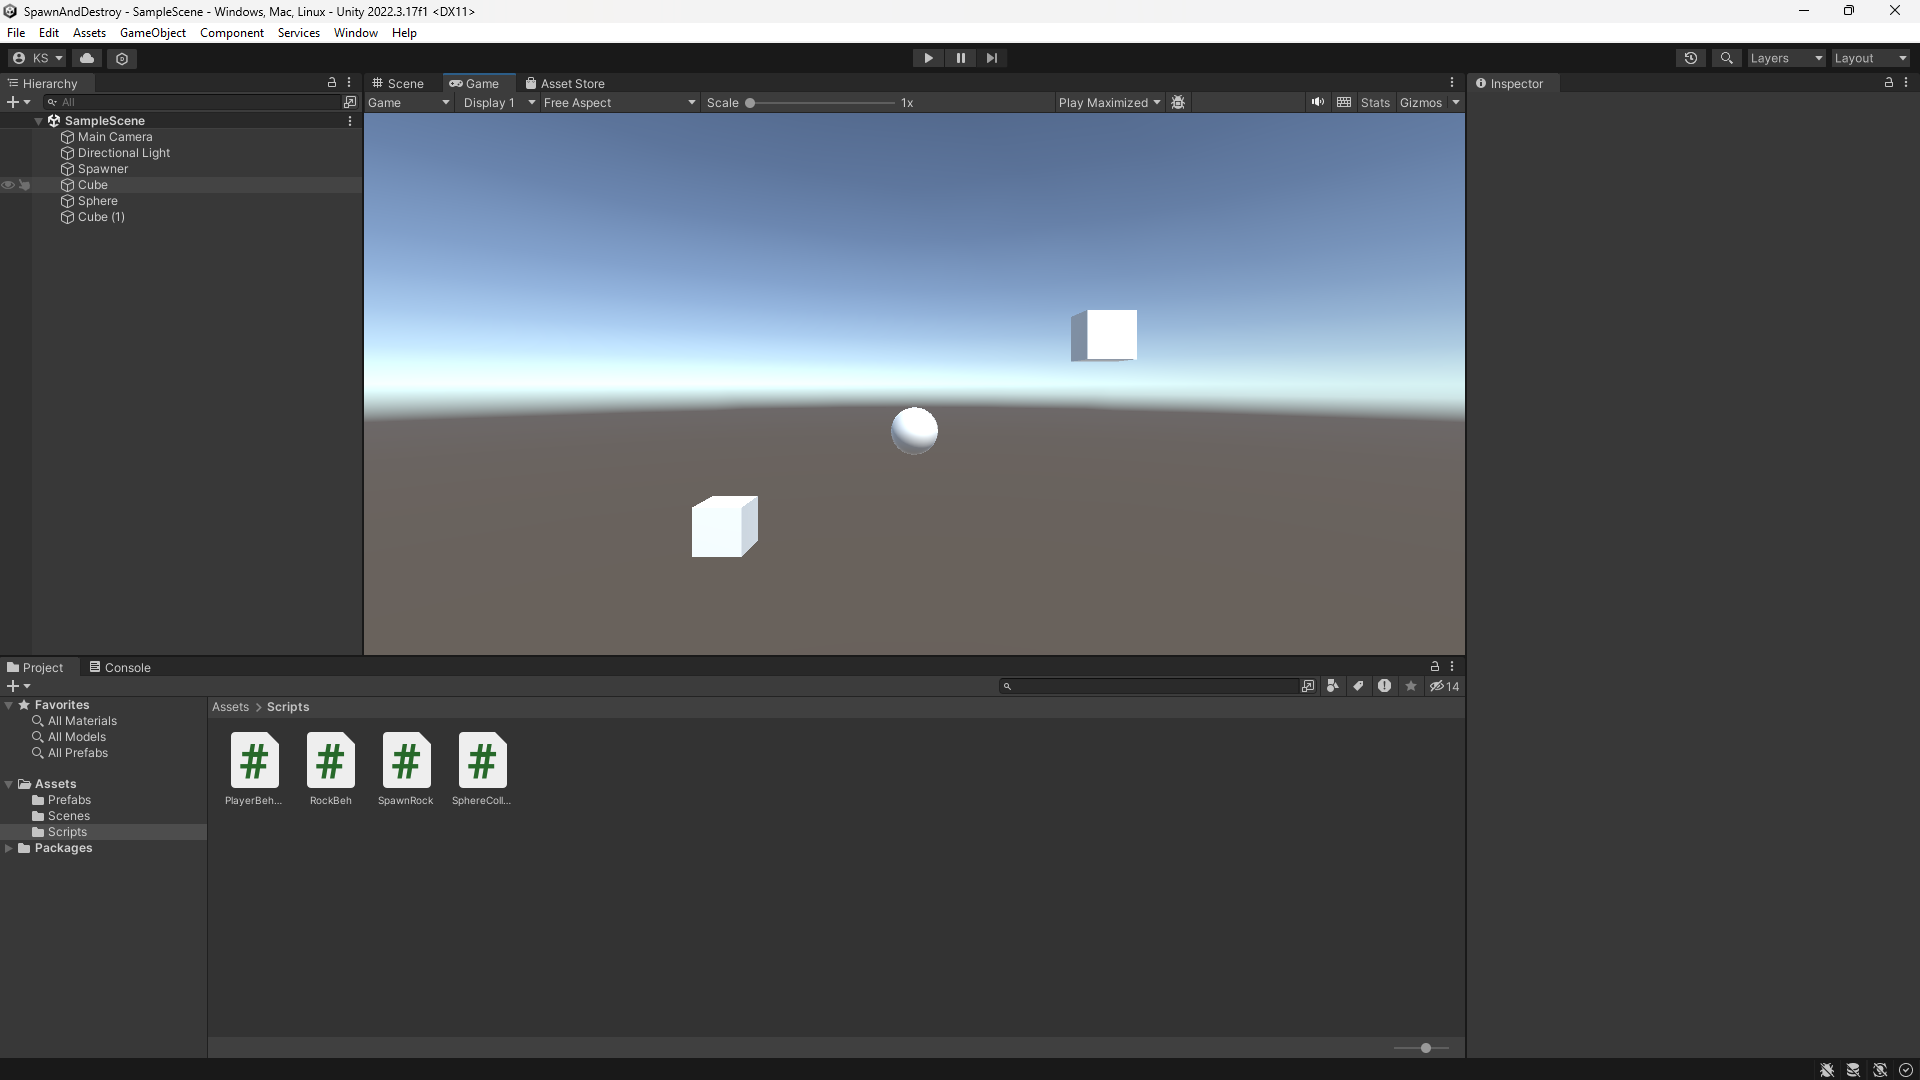 SpawnAndDestroy - SampleScene - Windows, Mac, Linux - Unity 2022.3.17f1 <DX11>
File Edit Assets GameObject Component Services Window Help
KS Layers Layout
Hierarchy Scene Game Asset Store Inspector
All Game Display 1 Free Aspect Scale 1x Play Maximized Stats Gizmos
SampleScene
Main Camera
Directional Light
Spawner
Cube
Sphere
Cube (1)
Project Console
14
Favorites
All Materials
All Models
All Prefabs
Assets
Prefabs
Scenes
Scripts
Packages
Assets > Scripts
# # # #
PlayerBeh... RockBeh SpawnRock SphereColl...